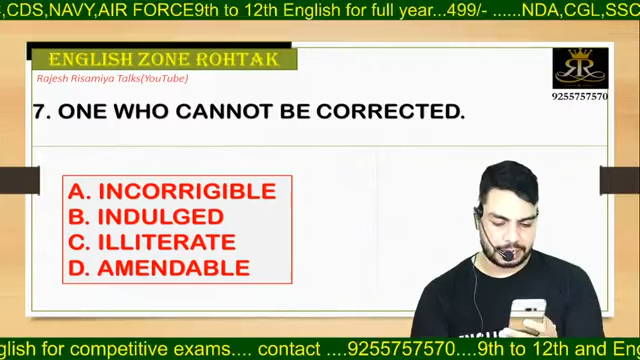 ,CDS,NAVY,AIR FORCE9th to 12th English for full year...499/- ......NDA,CGL,SSC
ENGLISH ZONE ROHTAK
Rajesh Risamiya Talks(YouTube)
RR
9255757570
7. ONE WHO CANNOT BE CORRECTED.
A. INCORRIGIBLE
B. INDULGED
C. ILLITERATE
D. AMENDABLE
glish for competitive exams.... contact ....9255757570....9th to 12th and En